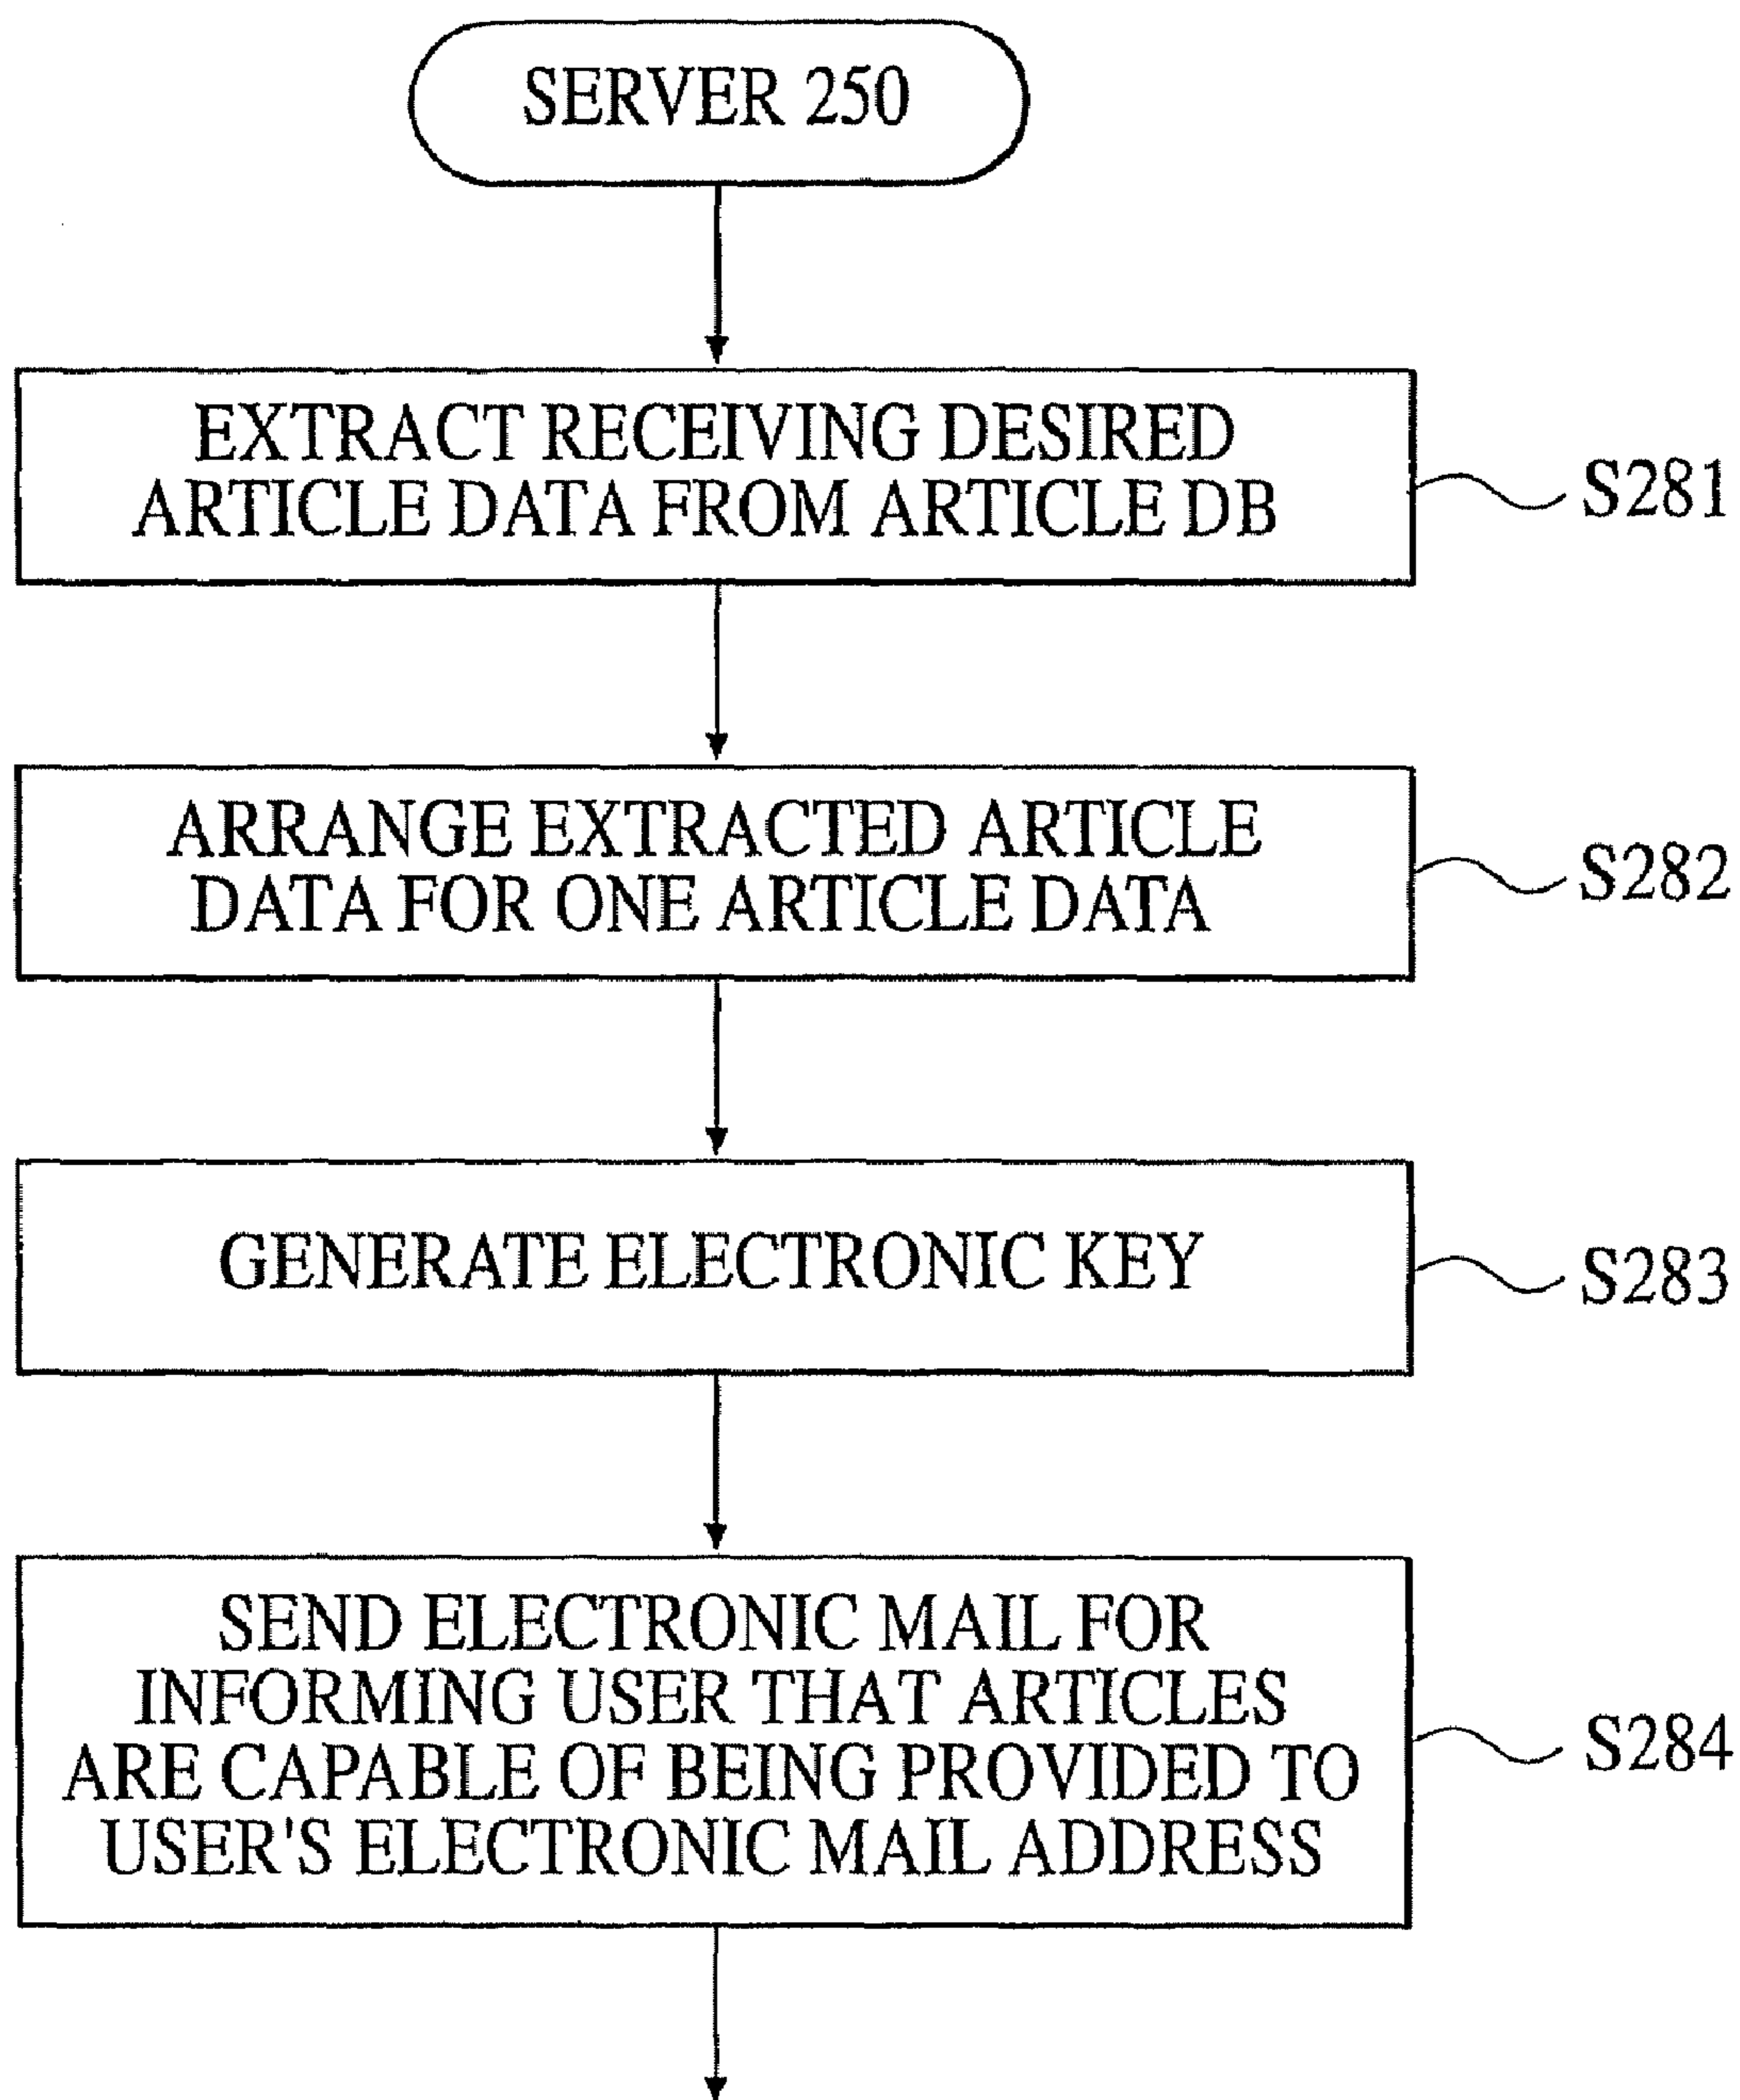 SERVER 250
EXTRACT RECEIVING DESIRED
ARTICLE DATA FROM ARTICLE DB
S281
ARRANGE EXTRACTED ARTICLE
DATA FOR ONE ARTICLE DATA
S282
GENERATE ELECTRONIC KEY
S283
SEND ELECTRONIC MAIL FOR
INFORMING USER THAT ARTICLES
ARE CAPABLE OF BEING PROVIDED TO
USER'S ELECTRONIC MAIL ADDRESS
S284